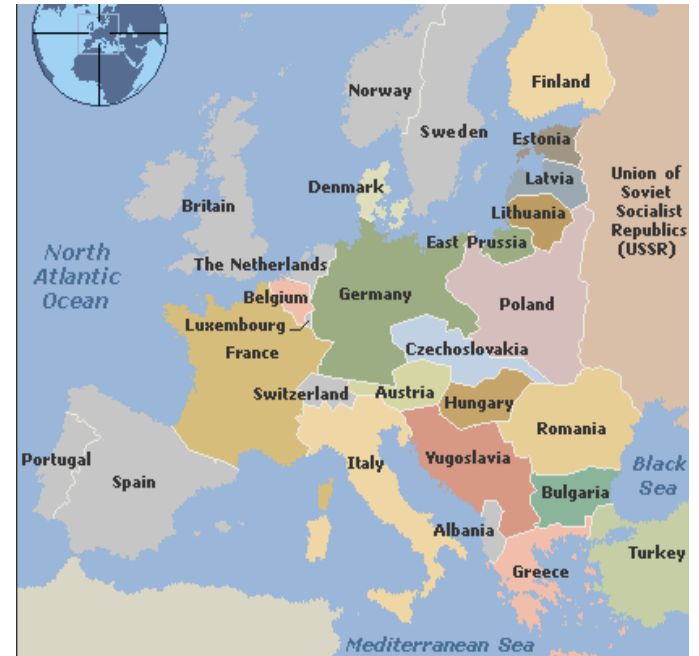 Finland
Norway
Sweden
Estonia
Latvia
Union of
Soviet
Socialist
Republics
(USSR)
Denmark
Britain
Lithuania
East Prussia
North
Atlantic
Ocean
The Netherlands
Belgium
Germany
Poland
Luxembourg
France
Czechoslovakia
Switzerland
Austria
Hungary
Romania
Portugal
Spain
Italy
Yugoslavia
Black
Sea
Bulgaria
Albania
Turkey
Greece
Mediterranean Sea